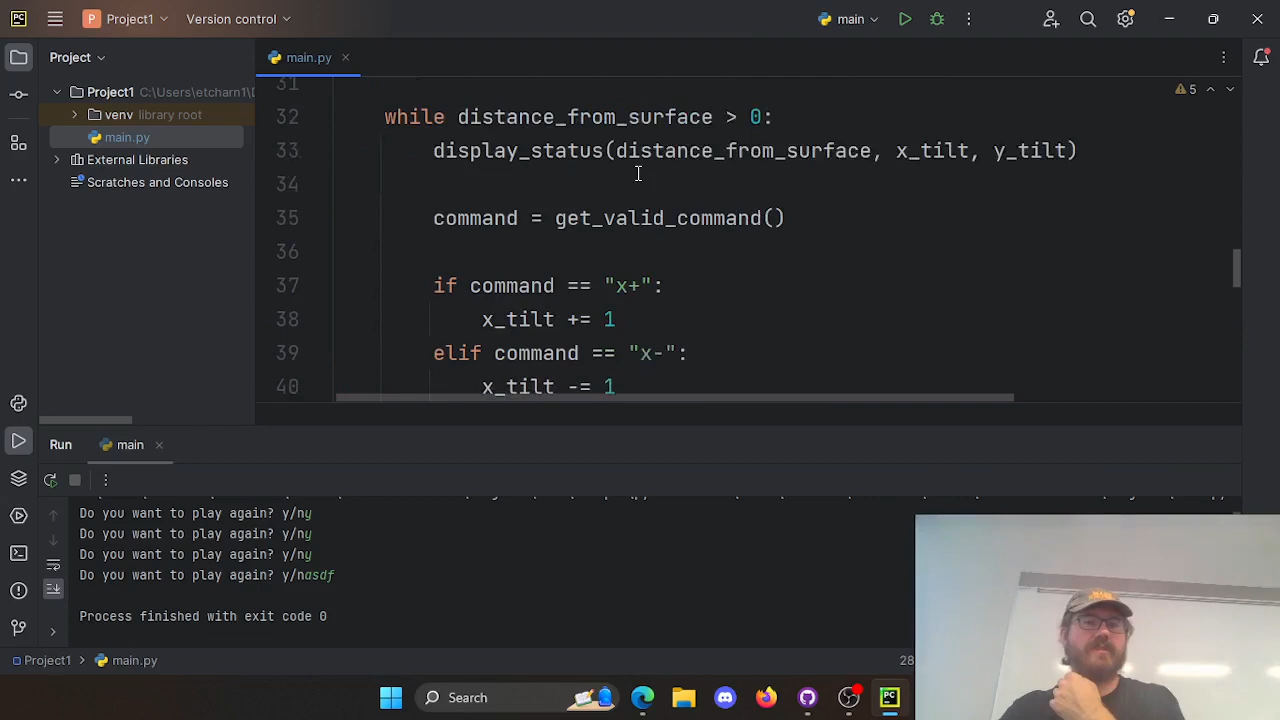 PC
P Project1
Version control
main
Project
main.py
Project1 C:\Users\etcharn1\D
venv library root
main.py
External Libraries
Scratches and Consoles
31
32 while distance_from_surface > 0:
33 display_status(distance_from_surface, x_tilt, y_tilt)
34
35 command = get_valid_command()
36
37 if command == "x+":
38 x_tilt += 1
39 elif command == "x-":
40 x_tilt -= 1
5
Run main
Do you want to play again? y/ny
Do you want to play again? y/ny
Do you want to play again? y/ny
Do you want to play again? y/nasdf
Process finished with exit code 0
Project1 > main.py
28
Search
PC